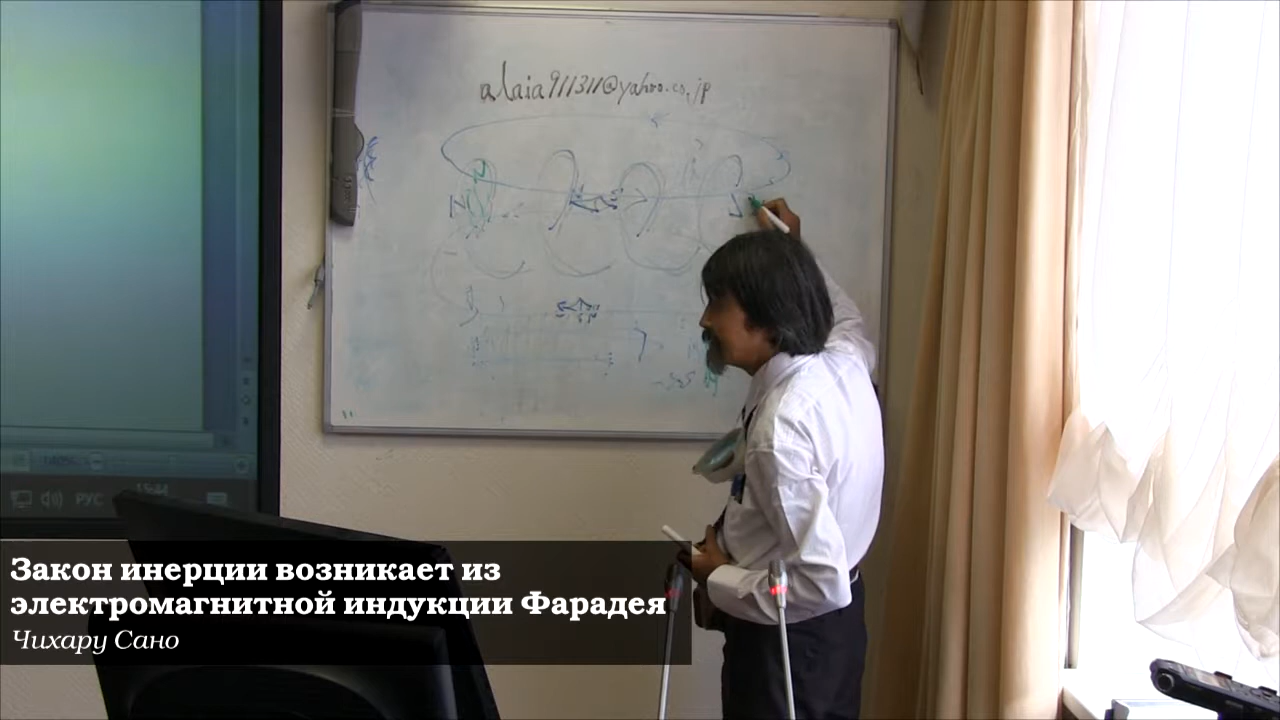 alaia911311@yahoo.co.jp
РУС
Закон инерции возникает из
электромагнитной индукции Фарадея
Чихару Сано